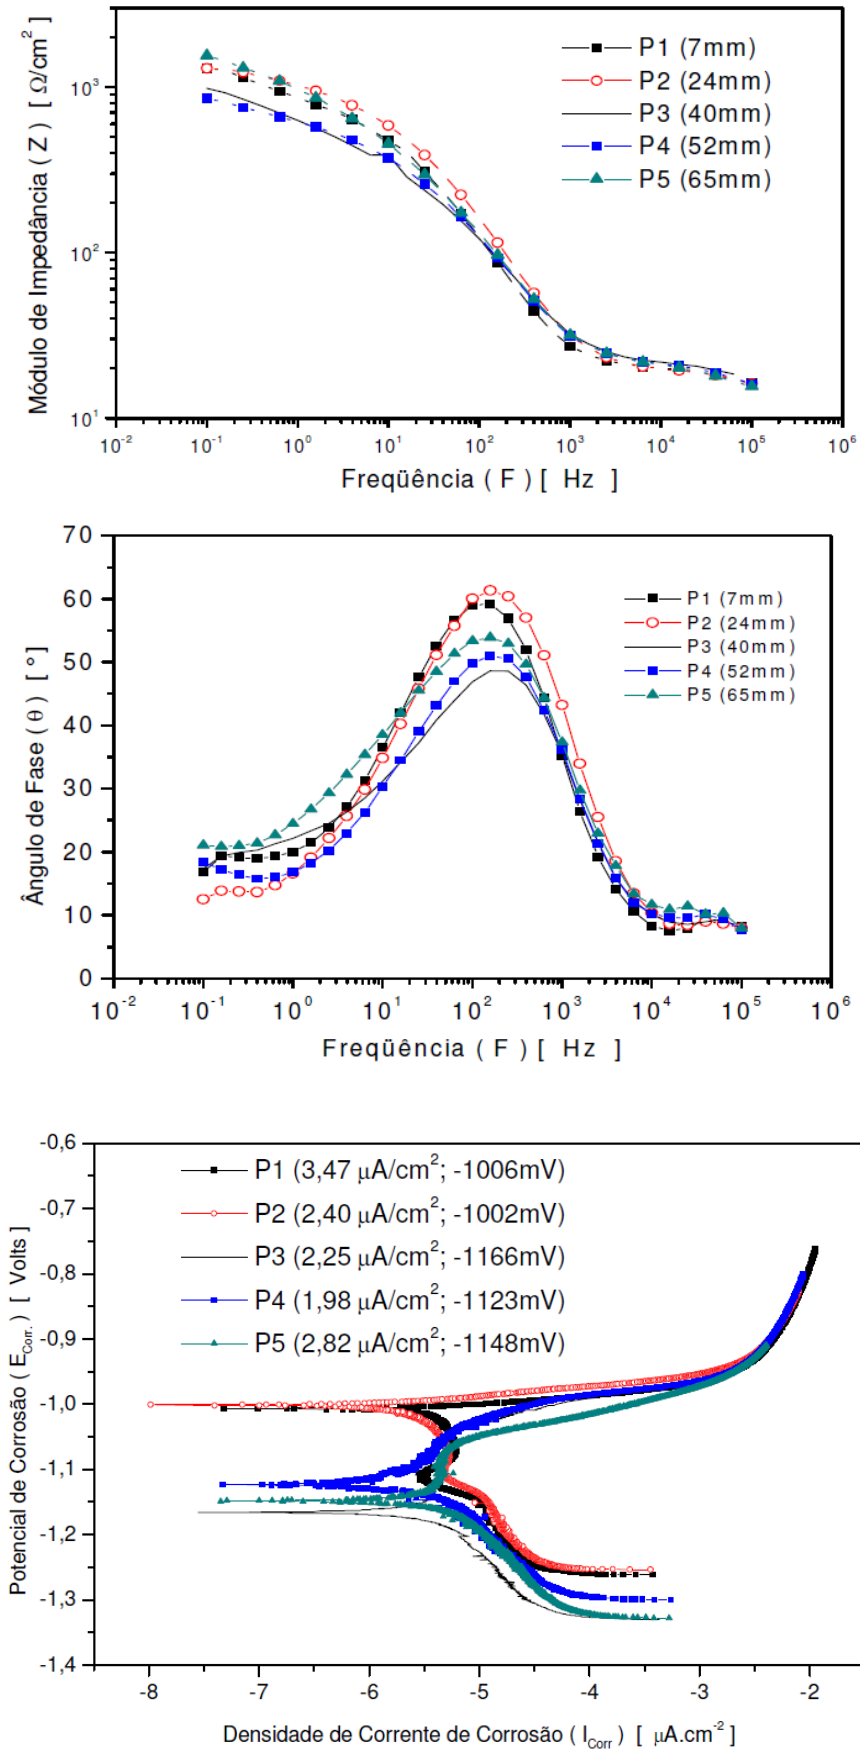 Módulo de Impedância ( Z ) [ Ω/cm² ]
10³
10²
10¹
P1 (7mm)
P2 (24mm)
P3 (40mm)
P4 (52mm)
P5 (65mm)
10⁻² 10⁻¹ 10⁰ 10¹ 10² 10³ 10⁴ 10⁵ 10⁶
Freqüência ( F ) [ Hz ]
Ângulo de Fase ( θ ) [ ° ]
70
60
50
40
30
20
10
0
P1 (7mm)
P2 (24mm)
P3 (40mm)
P4 (52mm)
P5 (65mm)
10⁻² 10⁻¹ 10⁰ 10¹ 10² 10³ 10⁴ 10⁵ 10⁶
Freqüência ( F ) [ Hz ]
Potencial de Corrosão ( E Corr. ) [ Volts ]
-0,6
-0,7
-0,8
-0,9
-1,0
-1,1
-1,2
-1,3
-1,4
P1 (3,47 µA/cm²; -1006mV)
P2 (2,40 µA/cm²; -1002mV)
P3 (2,25 µA/cm²; -1166mV)
P4 (1,98 µA/cm²; -1123mV)
P5 (2,82 µA/cm²; -1148mV)
-8 -7 -6 -5 -4 -3 -2
Densidade de Corrente de Corrosão ( I Corr ) [ µA.cm⁻² ]